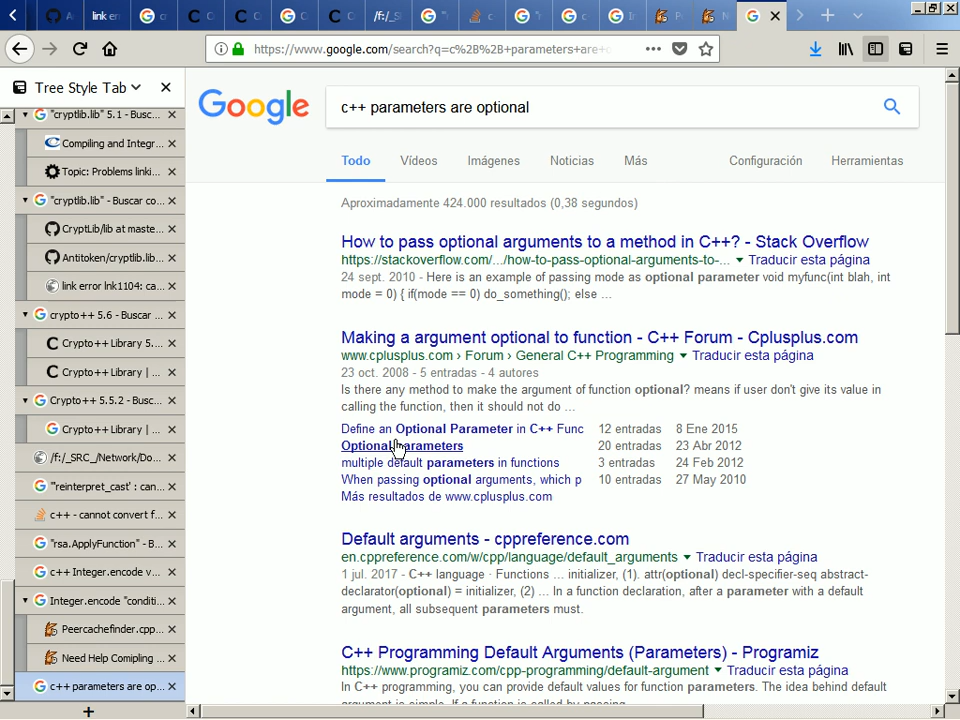 link er
/f:/_S
https://www.google.com/search?q=c%2B%2B+parameters+are+o
Tree Style Tab
"cryptlib.lib" 5.1 - Busc...
Compiling and Integr...
Topic: Problems linki...
"cryptlib.lib" - Buscar co...
CryptLib/lib at maste...
Antitoken/cryptlib.lib...
link error lnk1104: ca...
crypto++ 5.6 - Buscar ...
Crypto++ Library 5....
Crypto++ Library | ...
Crypto++ 5.5.2 - Busc...
Crypto++ Library | ...
/f:/_SRC_/Network/Do...
"'reinterpret_cast' : can...
c++ - cannot convert f...
"rsa.ApplyFunction" - B...
c++ Integer.encode v...
Integer.encode "conditi...
Peercachefinder.cpp...
Need Help Comipling ...
c++ parameters are op...
Google
c++ parameters are optional
Todo Vídeos Imágenes Noticias Más Configuración Herramientas
Aproximadamente 424.000 resultados (0,38 segundos)
How to pass optional arguments to a method in C++? - Stack Overflow
https://stackoverflow.com/.../how-to-pass-optional-arguments-to-... Traducir esta página
24 sept. 2010 - Here is an example of passing mode as optional parameter void myfunc(int blah, int
mode = 0) { if(mode == 0) do_something(); else ...
Making a argument optional to function - C++ Forum - Cplusplus.com
www.cplusplus.com › Forum › General C++ Programming Traducir esta página
23 oct. 2008 - 5 entradas - 4 autores
Is there any method to make the argument of function optional? means if user don't give its value in
calling the function, then it should not do ...
Define an Optional Parameter in C++ Func 12 entradas 8 Ene 2015
Optional parameters 20 entradas 23 Abr 2012
multiple default parameters in functions 3 entradas 24 Feb 2012
When passing optional arguments, which p 10 entradas 27 May 2010
Más resultados de www.cplusplus.com
Default arguments - cppreference.com
en.cppreference.com/w/cpp/language/default_arguments Traducir esta página
1 jul. 2017 - C++ language · Functions ... initializer, (1). attr(optional) decl-specifier-seq abstract-
declarator(optional) = initializer, (2) ... In a function declaration, after a parameter with a default
argument, all subsequent parameters must.
C++ Programming Default Arguments (Parameters) - Programiz
https://www.programiz.com/cpp-programming/default-argument Traducir esta página
In C++ programming, you can provide default values for function parameters. The idea behind default
argument is simple. If a function is called by passing